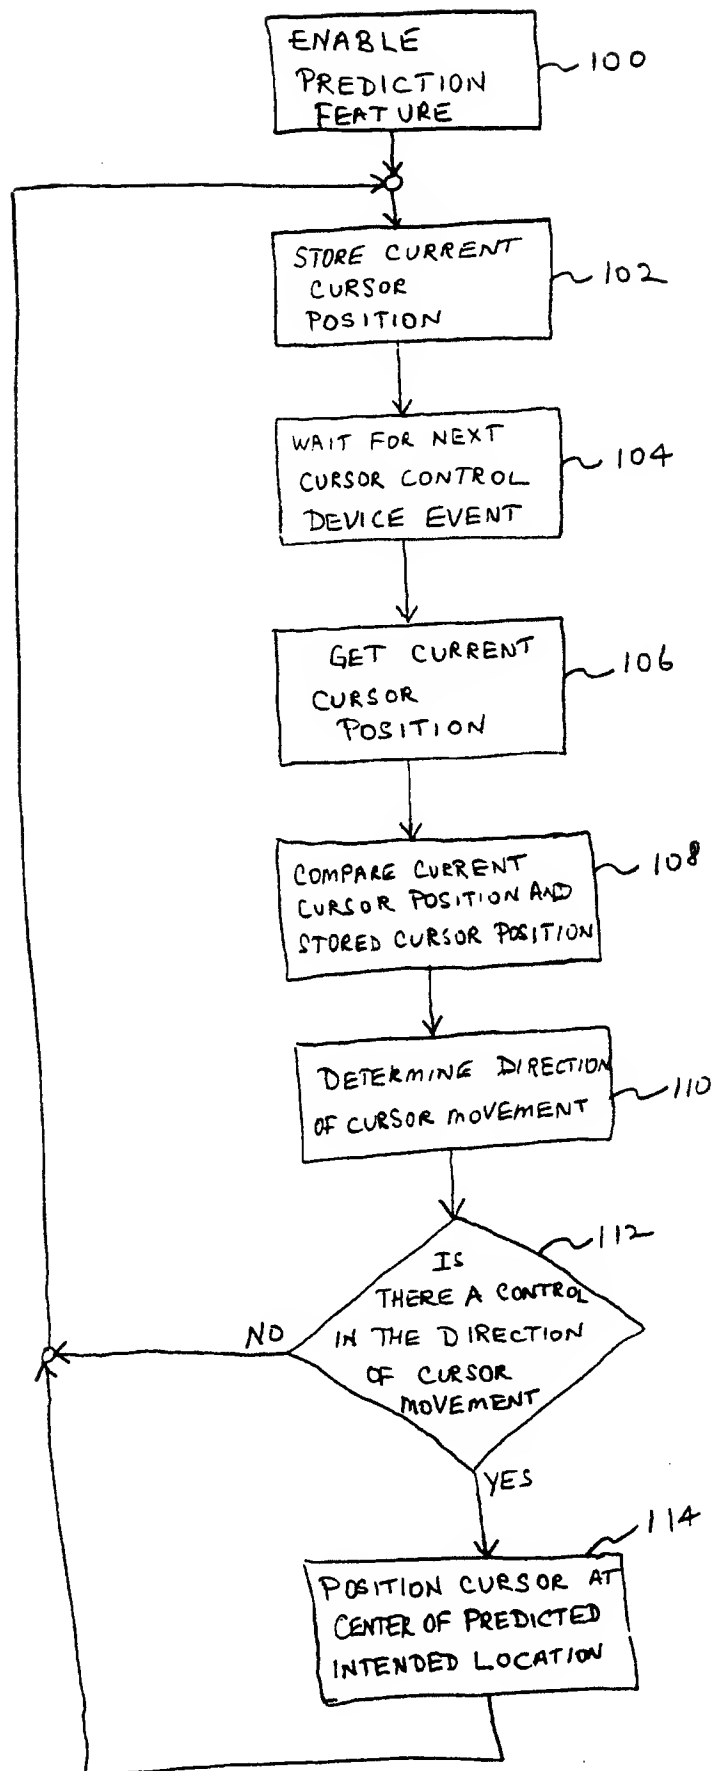 ENABLE
PREDICTION
FEATURE
100
STORE CURRENT
CURSOR
POSITION
102
WAIT FOR NEXT
CURSOR CONTROL
DEVICE EVENT
104
GET CURRENT
CURSOR
POSITION
106
COMPARE CURRENT
CURSOR POSITION AND
STORED CURSOR POSITION
108
DETERMINE DIRECTION
OF CURSOR MOVEMENT
110
IS
THERE A CONTROL
IN THE DIRECTION
OF CURSOR
MOVEMENT
112
NO
YES
POSITION CURSOR AT
CENTER OF PREDICTED
INTENDED LOCATION
114